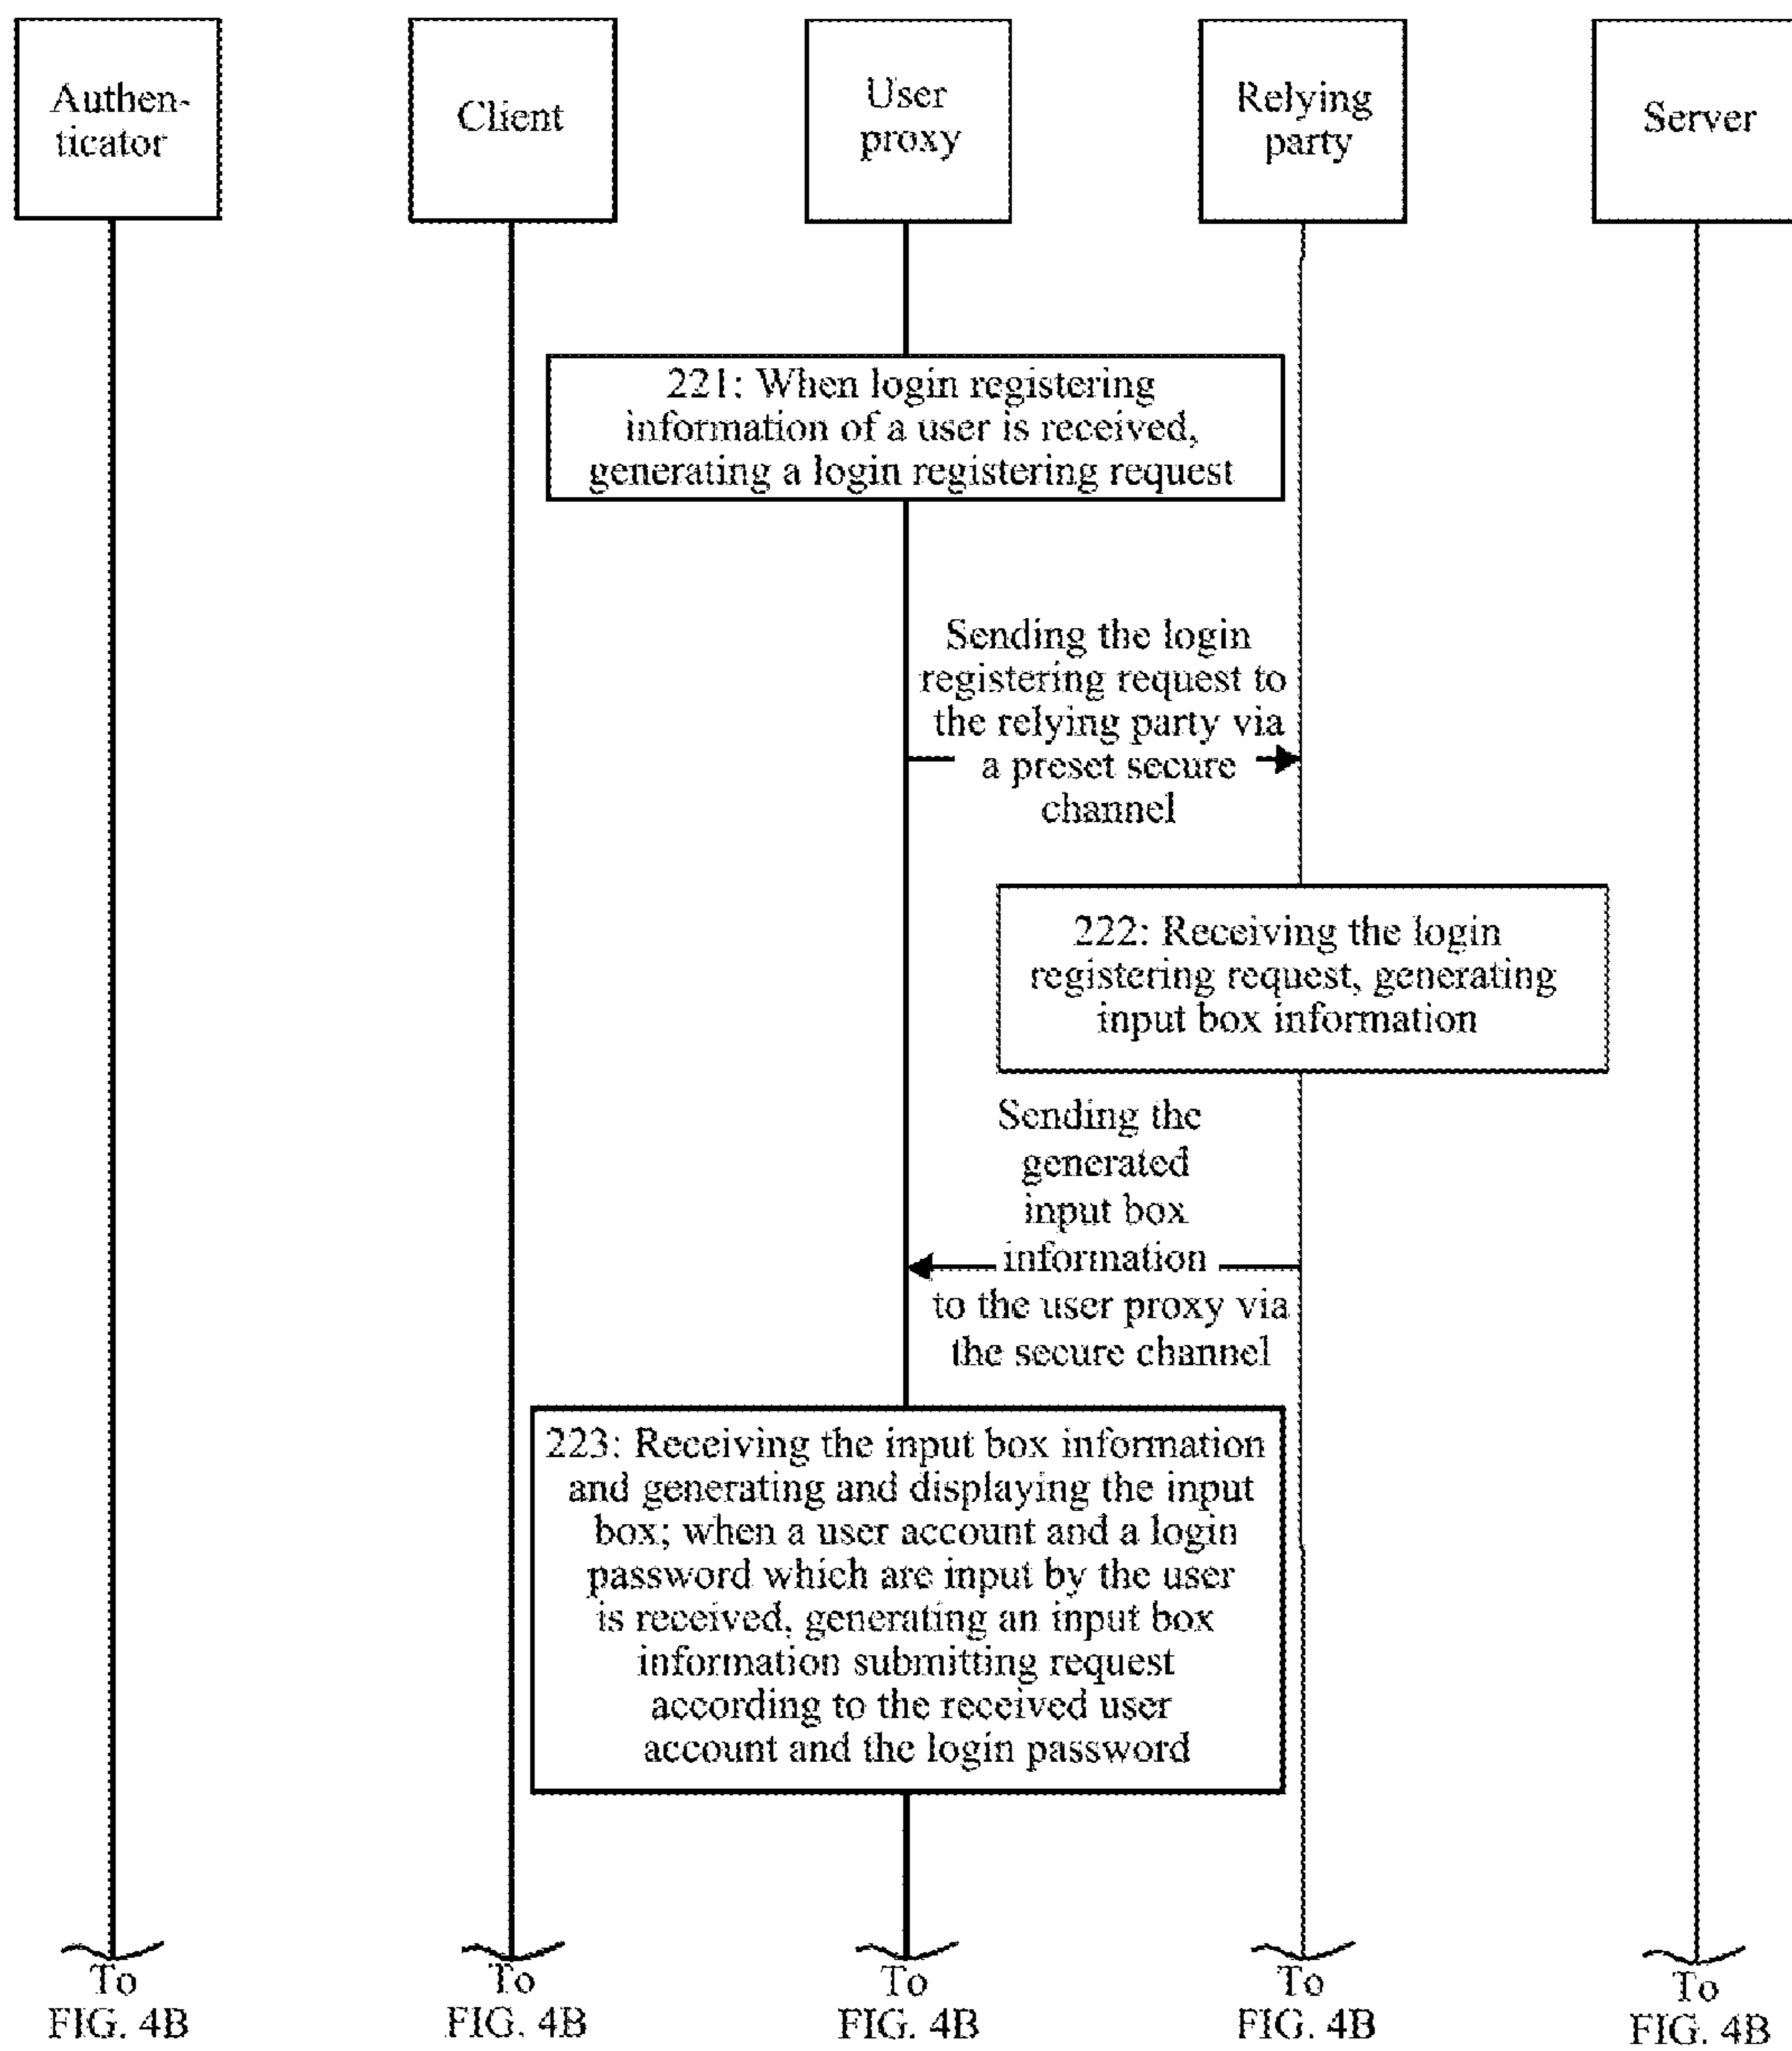 Authen-
ticator
Client
User
proxy
Relying
party
Server
221: When login registering
information of a user is received,
generating a login registering request
Sending the login
registering request to
the relying party via
a preset secure
channel
222: Receiving the login
registering request, generating
input box information
Sending the
generated
input box
information
to the user proxy via
the secure channel
223: Receiving the input box information
and generating and displaying the input
box; when a user account and a login
password which are input by the user
is received, generating an input box
information submitting request
according to the received user
account and the login password
To
FIG. 4B
To
FIG. 4B
To
FIG. 4B
To
FIG. 4B
To
FIG. 4B